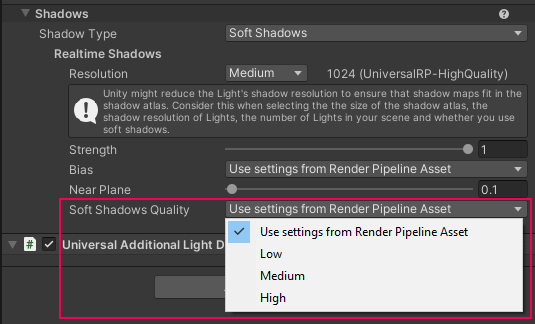 Shadows
Shadow Type Soft Shadows
Realtime Shadows
Resolution Medium 1024 (UniversalRP-HighQuality)
Unity might reduce the Light's shadow resolution to ensure that shadow maps fit in the
shadow atlas. Consider this when selecting the the size of the shadow atlas, the
shadow resolution of Lights, the number of Lights in your scene and whether you use
soft shadows.
Strength 1
Bias Use settings from Render Pipeline Asset
Near Plane 0.1
Soft Shadows Quality Use settings from Render Pipeline Asset
Use settings from Render Pipeline Asset
# Universal Additional Light D
Low
Medium
High